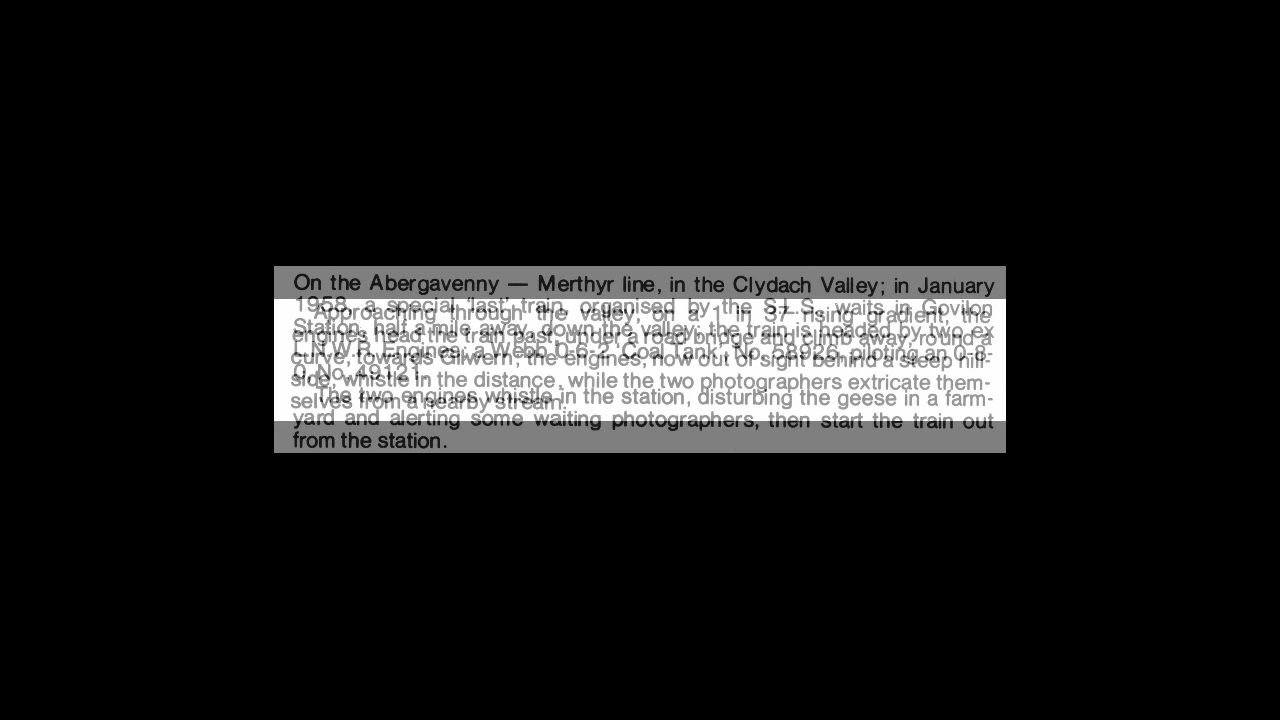 On the Abergavenny — Merthyr line, in the Clydach Valley; in January
1958, a special 'last' train, organised by the S.L.S. waits in Govilon
Station, half a mile away, down the valley; the train is headed by two ex
L.N.W.R. Engines; a Webb 0-6-2 'Coal Tank', No. 58926, piloting an 0-8-
0, No. 49121.
The two engines whistle in the station, disturbing the geese in a farm-
yard and alerting some waiting photographers, then start the train out
from the station.
Approaching through the valley, on a 1 in 37 rising gradient, the
engines head the train past, under a road bridge and climb away, round a
curve, towards Gilwern; the engines, now out of sight behind a steep hill-
side, whistle in the distance, while the two photographers extricate them-
selves from a nearby stream.